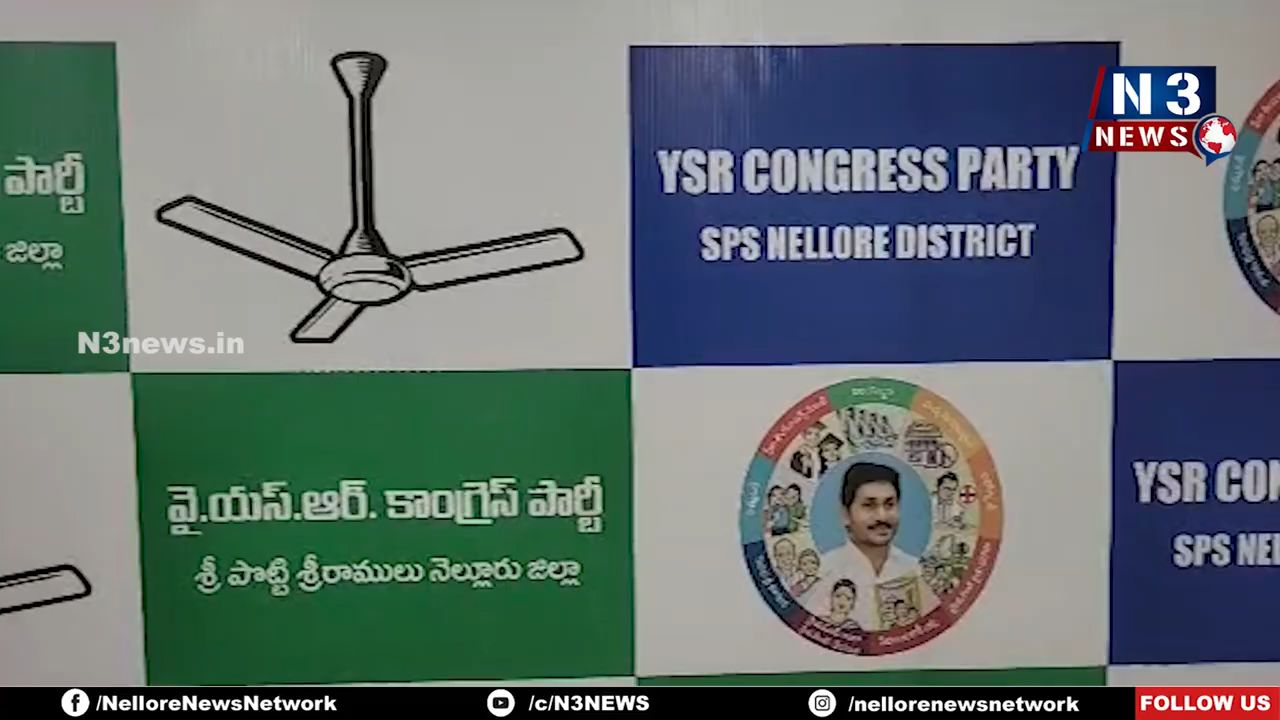 N3
NEWS
పార్టీ
జిల్లా
YSR CONGRESS PARTY
SPS NELLORE DISTRICT
N3news.in
వై.యస్.ఆర్. కాంగ్రెస్ పార్టీ
శ్రీ పొట్టి శ్రీరాములు నెల్లూరు జిల్లా
YSR CON
SPS NEL
/NelloreNewsNetwork
/c/N3NEWS
/nellorenewsnetwork
FOLLOW US